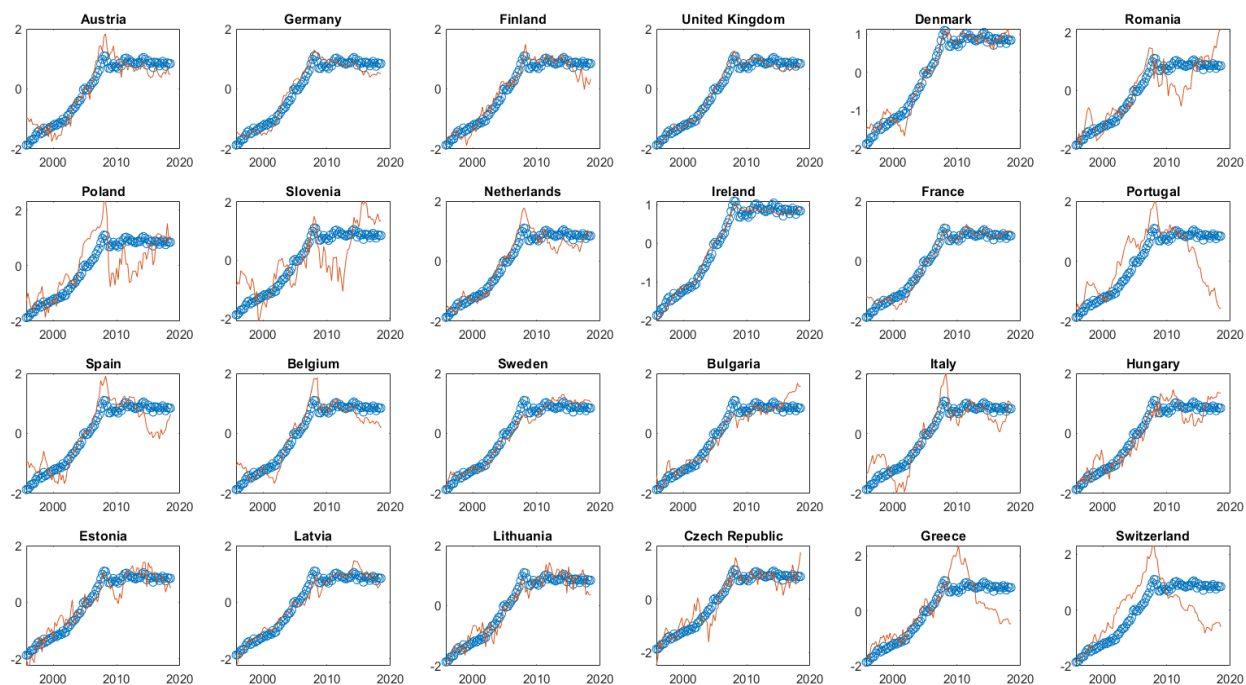 Austria Germany Finland United Kingdom Denmark Romania
2 2 2 2 1 2
0 0 0 0 0 0
-1
-2 -2 -2 -2 -2 -2
2000 2010 2020 2000 2010 2020 2000 2010 2020 2000 2010 2020 2000 2010 2020 2000 2010 2020
Poland Slovenia Netherlands Ireland France Portugal
2 2 2 1 2 2
0 0 0 0 0 0
-1
-2 -2 -2 -2 -2 -2
2000 2010 2020 2000 2010 2020 2000 2010 2020 2000 2010 2020 2000 2010 2020 2000 2010 2020
Spain Belgium Sweden Bulgaria Italy Hungary
2 2 2 2 2 2
0 0 0 0 0 0
-2 -2 -2 -2 -2 -2
2000 2010 2020 2000 2010 2020 2000 2010 2020 2000 2010 2020 2000 2010 2020 2000 2010 2020
Estonia Latvia Lithuania Czech Republic Greece Switzerland
2 2 2 2 2 2
0 0 0 0 0 0
-2 -2 -2 -2 -2 -2
2000 2010 2020 2000 2010 2020 2000 2010 2020 2000 2010 2020 2000 2010 2020 2000 2010 2020